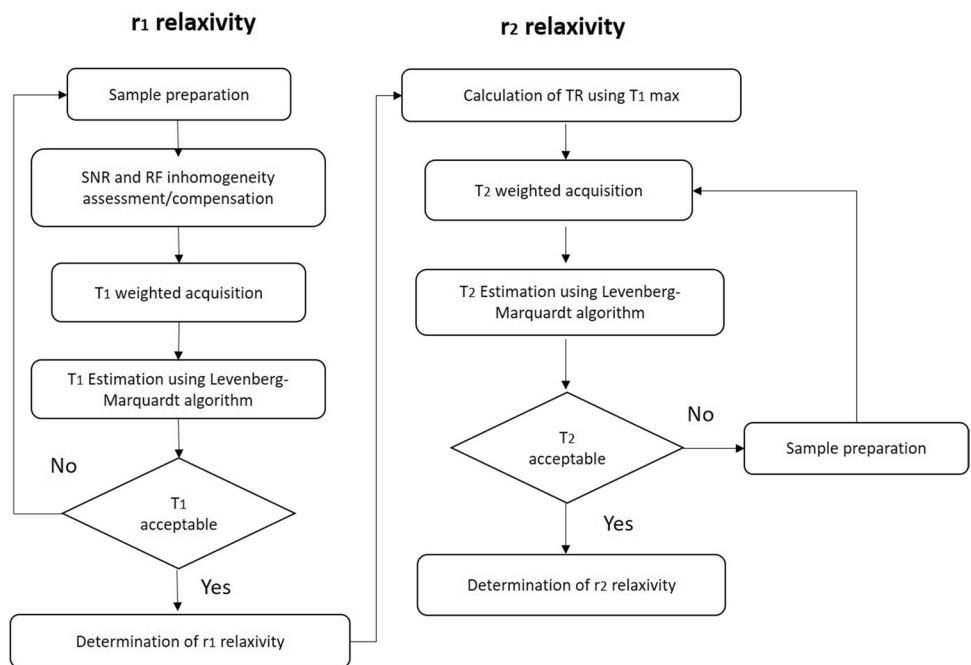 r1 relaxivity
Sample preparation
SNR and RF inhomogeneity
assessment/compensation
T1 weighted acquisition
T1 Estimation using Levenberg-
Marquardt algorithm
No
T1
acceptable
Yes
Determination of r1 relaxivity
r2 relaxivity
Calculation of TR using T1 max
T2 weighted acquisition
T2 Estimation using Levenberg-
Marquardt algorithm
T2
acceptable
No
Sample preparation
Yes
Determination of r2 relaxivity